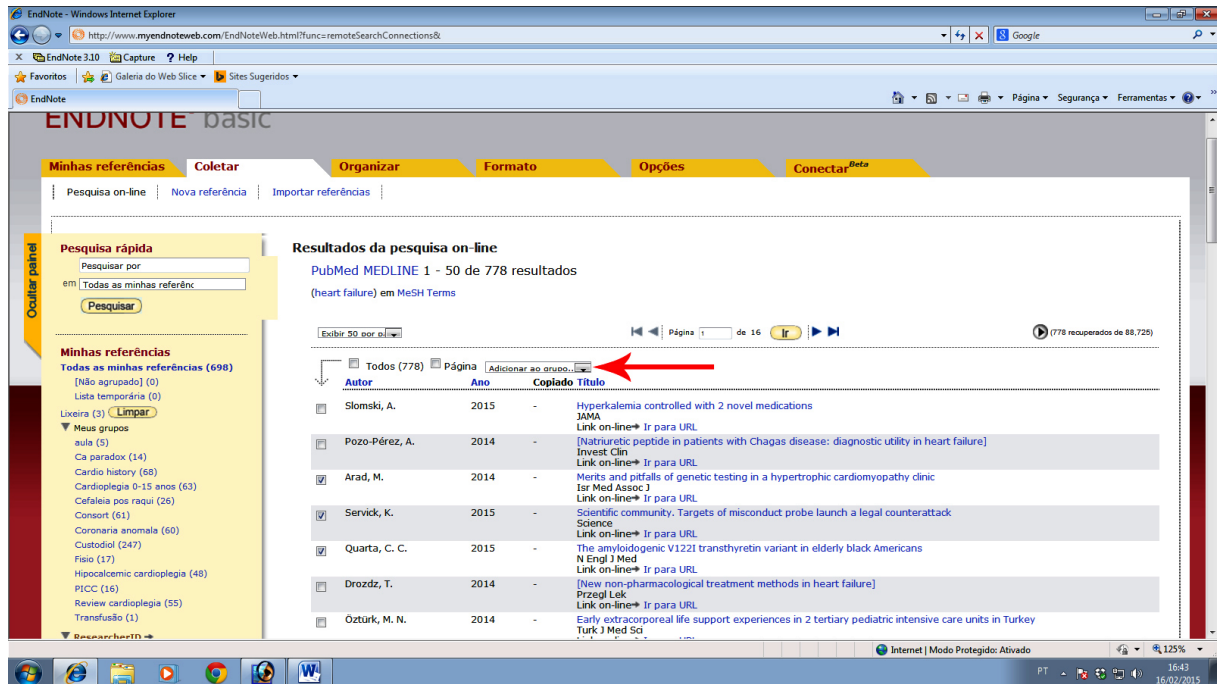 EndNote - Windows Internet Explorer
http://www.myendnoteweb.com/EndNoteWeb.html?func=remoteSearchConnections&
Google
X EndNote 3.10 Capture ? Help
Favoritos Galeria do Web Slice Sites Sugeridos
EndNote
Página Segurança Ferramentas
ENDNOTE basic
Minhas referências Coletar Organizar Formato Opções Conectar Beta
Pesquisa on-line Nova referência Importar referências
Ocultar painel
Pesquisa rápida
Pesquisar por
em Todas as minhas referênc
Pesquisar
Minhas referências
Todas as minhas referências (698)
[Não agrupado] (0)
Lista temporária (0)
Lixeira (3) Limpar
Meus grupos
aula (5)
Ca paradox (14)
Cardio history (68)
Cardioplegia 0-15 anos (63)
Cefaleia pos raqui (26)
Consort (61)
Coronaria anomala (60)
Custodiol (247)
Fisio (17)
Hipocalcemic cardioplegia (48)
PICC (16)
Review cardioplegia (55)
Transfusão (1)
ResearcherID
Resultados da pesquisa on-line
PubMed MEDLINE 1 - 50 de 778 resultados
(heart failure) em MeSH Terms
Exibir 50 por p.
Página 1 de 16 Ir
(778 recuperados de 88,725)
Todos (778) Página Adicionar ao grupo...
Autor Ano Copiado Título
Slomski, A. 2015 - Hyperkalemia controlled with 2 novel medications
JAMA
Link on-line Ir para URL
Pozo-Pérez, A. 2014 - [Natriuretic peptide in patients with Chagas disease: diagnostic utility in heart failure]
Invest Clin
Link on-line Ir para URL
Arad, M. 2014 - Merits and pitfalls of genetic testing in a hypertrophic cardiomyopathy clinic
Isr Med Assoc J
Link on-line Ir para URL
Servick, K. 2015 - Scientific community. Targets of misconduct probe launch a legal counterattack
Science
Link on-line Ir para URL
Quarta, C. C. 2015 - The amyloidogenic V122I transthyretin variant in elderly black Americans
N Engl J Med
Link on-line Ir para URL
Drozdz, T. 2014 - [New non-pharmacological treatment methods in heart failure]
Przegl Lek
Link on-line Ir para URL
Öztürk, M. N. 2014 - Early extracorporeal life support experiences in 2 tertiary pediatric intensive care units in Turkey
Turk J Med Sci
Internet | Modo Protegido: Ativado
125%
PT
16:43
16/02/2015